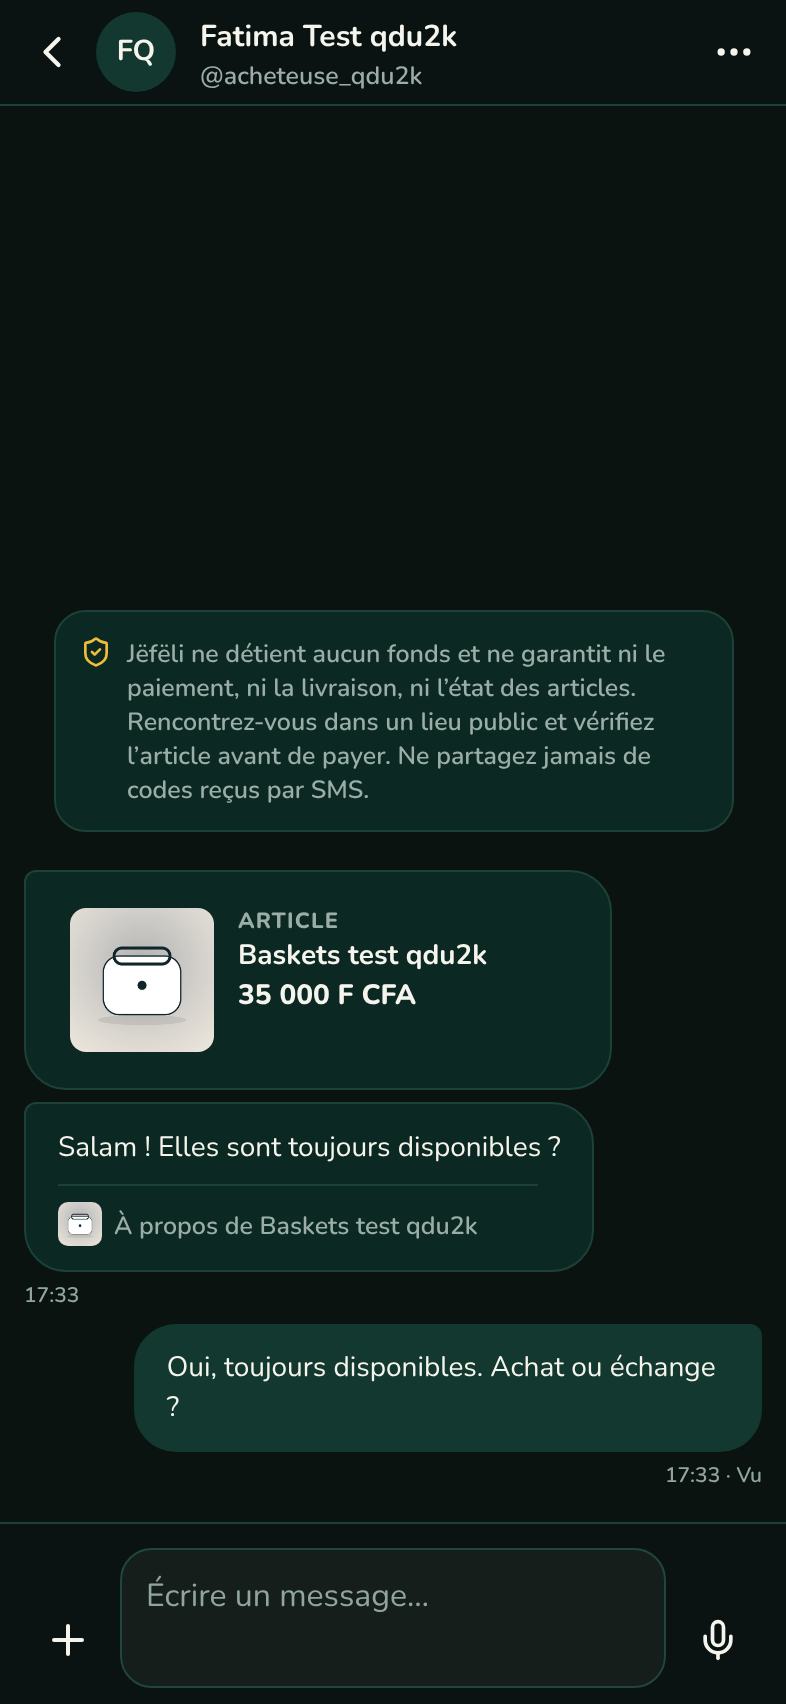 FQ
Fatima Test qdu2k
@acheteuse_qdu2k
Jëfëli ne détient aucun fonds et ne garantit ni le
paiement, ni la livraison, ni l’état des articles.
Rencontrez-vous dans un lieu public et vérifiez
l’article avant de payer. Ne partagez jamais de
codes reçus par SMS.
ARTICLE
Baskets test qdu2k
35 000 F CFA
Salam ! Elles sont toujours disponibles ?
À propos de Baskets test qdu2k
17:33
Oui, toujours disponibles. Achat ou échange
?
17:33 · Vu
Écrire un message...